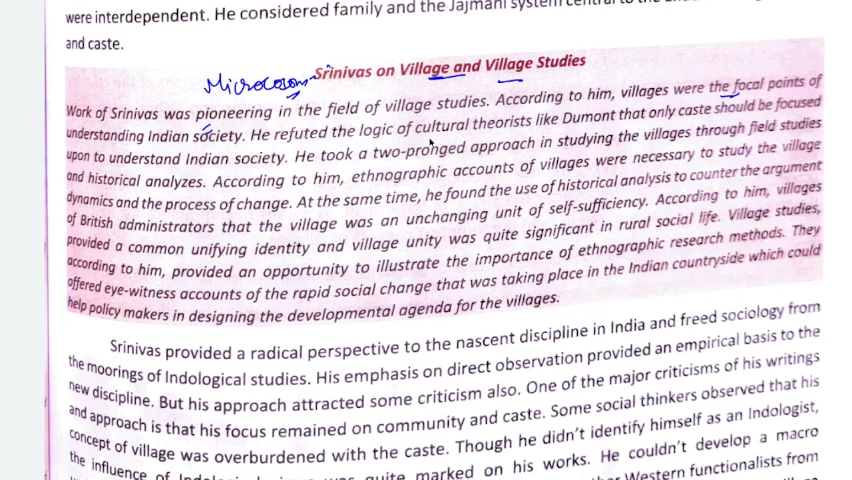 were interdependent. He considered family and the Jajmani system central to the
and caste.
Microcosm
Srinivas on Village and Village Studies
Work of Srinivas was pioneering in the field of village studies. According to him, villages were the focal points of
understanding Indian society. He refuted the logic of cultural theorists like Dumont that only caste should be focused
upon to understand Indian society. He took a two-pronged approach in studying the villages through field studies
and historical analyzes. According to him, ethnographic accounts of villages were necessary to study the village
dynamics and the process of change. At the same time, he found the use of historical analysis to counter the argument
of British administrators that the village was an unchanging unit of self-sufficiency. According to him, villages
provided a common unifying identity and village unity was quite significant in rural social life. Village studies,
according to him, provided an opportunity to illustrate the importance of ethnographic research methods. They
offered eye-witness accounts of the rapid social change that was taking place in the Indian countryside which could
help policy makers in designing the developmental agenda for the villages.
Srinivas provided a radical perspective to the nascent discipline in India and freed sociology from
the moorings of Indological studies. His emphasis on direct observation provided an empirical basis to the
new discipline. But his approach attracted some criticism also. One of the major criticisms of his writings
and approach is that his focus remained on community and caste. Some social thinkers observed that his
concept of village was overburdened with the caste. Though he didn't identify himself as an Indologist,
the influence of was quite marked on his works. He couldn't develop a macro
Western functionalists from